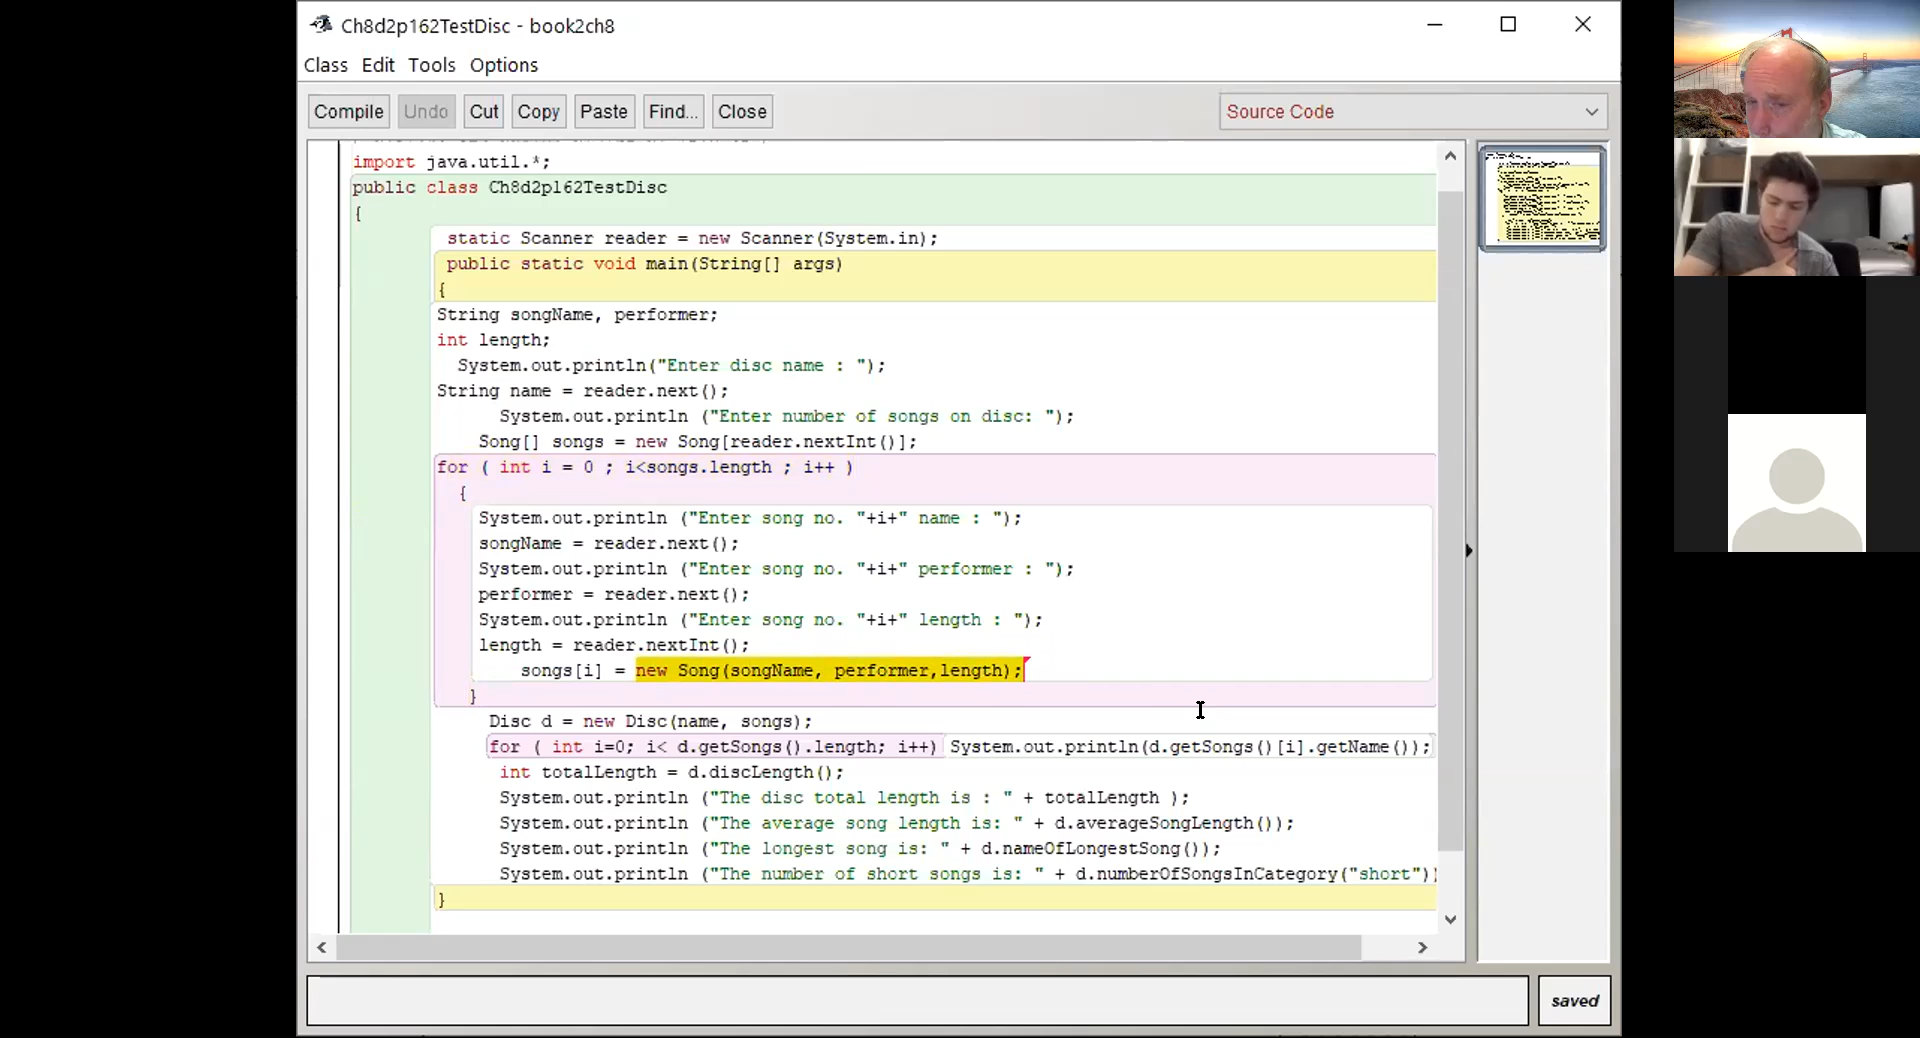 Ch8d2p162TestDisc - book2ch8
Class Edit Tools Options
Compile Undo Cut Copy Paste Find... Close Source Code
import java.util.*;
public class Ch8d2p162TestDisc
{
static Scanner reader = new Scanner(System.in);
public static void main(String[] args)
{
String songName, performer;
int length;
System.out.println("Enter disc name : ");
String name = reader.next();
System.out.println ("Enter number of songs on disc: ");
Song[] songs = new Song[reader.nextInt()];
for ( int i = 0 ; i<songs.length ; i++ )
{
System.out.println ("Enter song no. "+i+" name : ");
songName = reader.next();
System.out.println ("Enter song no. "+i+" performer : ");
performer = reader.next();
System.out.println ("Enter song no. "+i+" length : ");
length = reader.nextInt();
songs[i] = new Song(songName, performer,length);
}
Disc d = new Disc(name, songs);
for ( int i=0; i< d.getSongs().length; i++) System.out.println(d.getSongs()[i].getName());
int totalLength = d.discLength();
System.out.println ("The disc total length is : " + totalLength );
System.out.println ("The average song length is: " + d.averageSongLength());
System.out.println ("The longest song is: " + d.nameOfLongestSong());
System.out.println ("The number of short songs is: " + d.numberOfSongsInCategory("short"))
}
saved